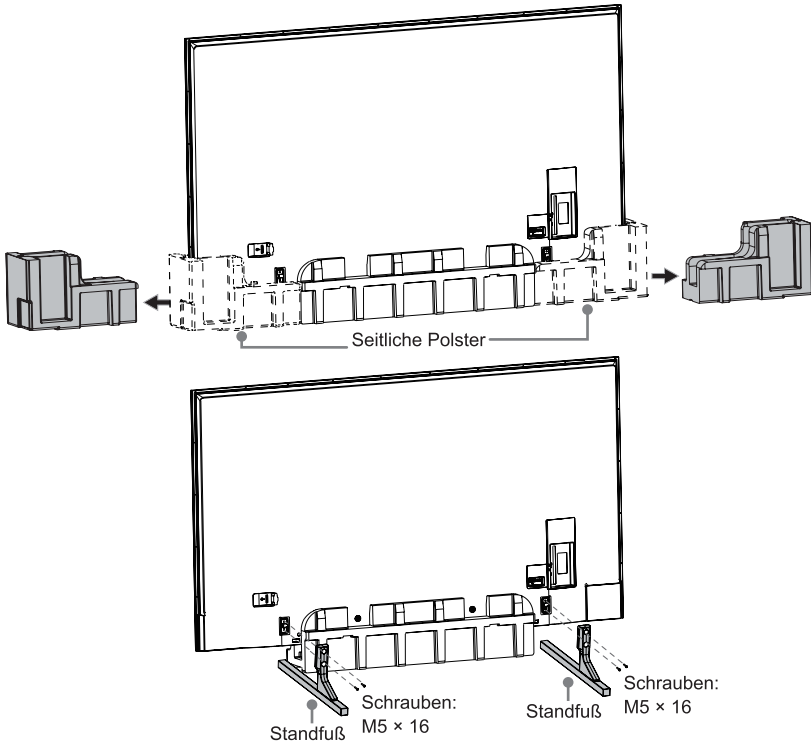 Seitliche Polster
Schrauben:
M5 × 16
Standfuß
Schrauben:
M5 × 16
Standfuß